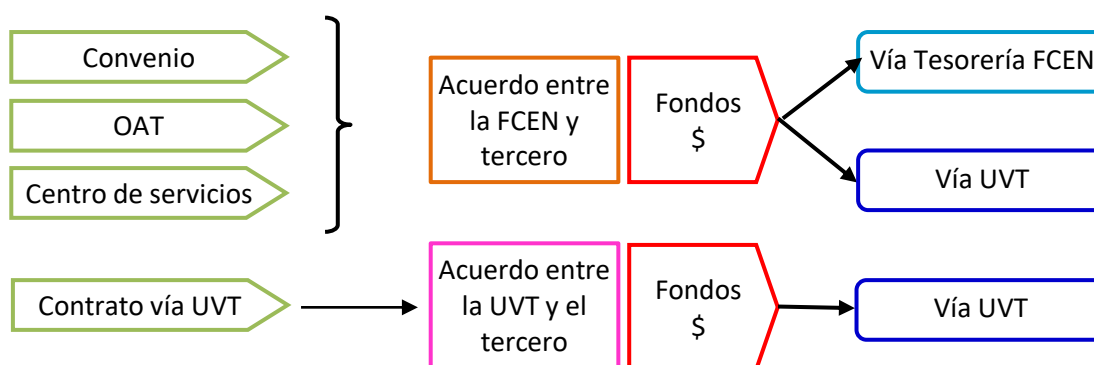 Convenio
OAT
Centro de servicios
Acuerdo entre
la FCEN y
tercero
Fondos
$
Vía Tesorería FCEN
Vía UVT
Contrato vía UVT
Acuerdo entre
la UVT y el
tercero
Fondos
$
Vía UVT